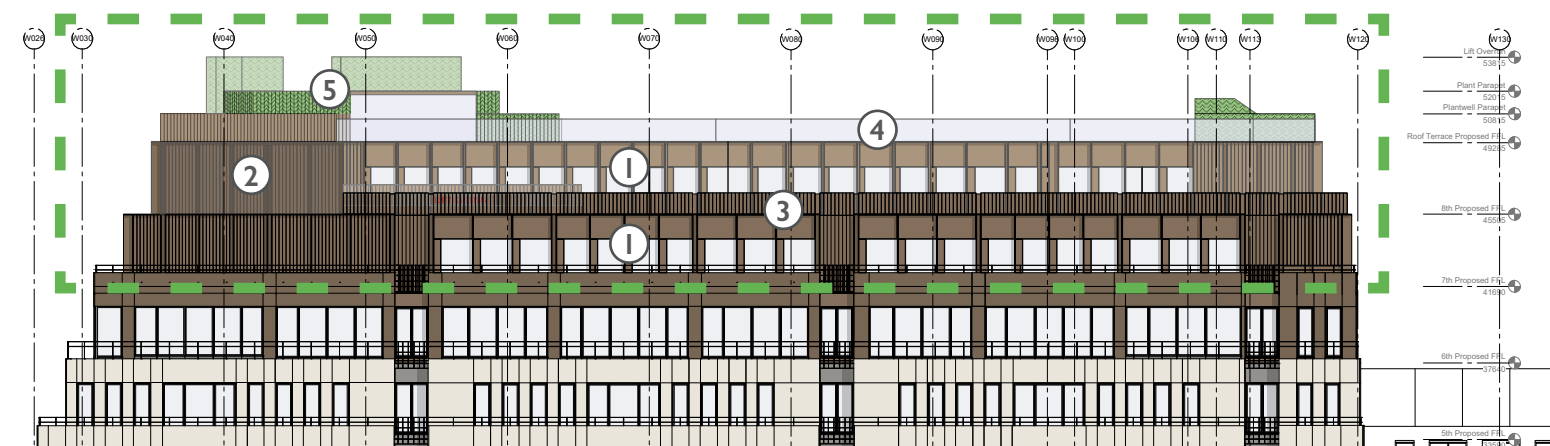 W026 W030 W040 W050 W060 W070 W080 W090 W098 W100 W106 W110 W113 W120 W130
Lift Overrun
53815
Plant Parapet
52015
5
Plantwell Parapet
50815
4
Roof Terrace Proposed FFL
49285
1
2
3
8th Proposed FFL
45505
1
7th Proposed FFL
41690
6th Proposed FFL
37640
5th Proposed FFL